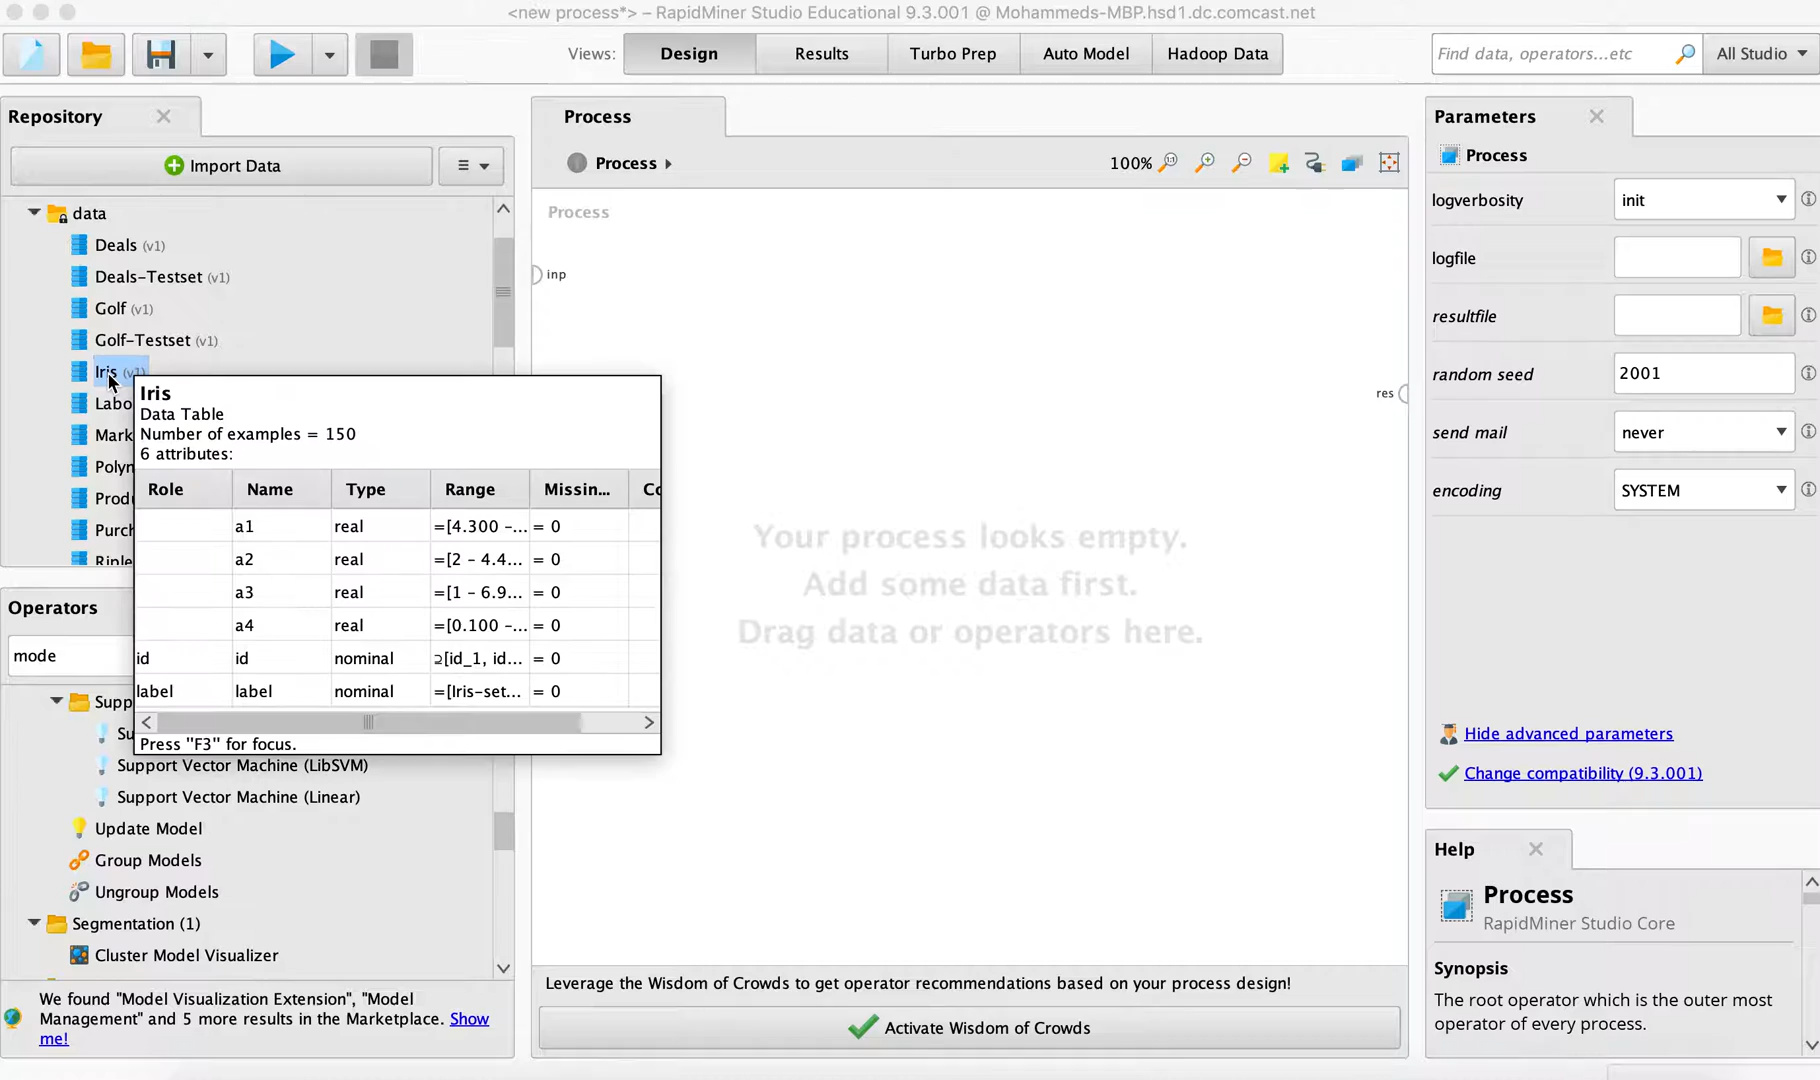 <new process*> – RapidMiner Studio Educational 9.3.001 @ Mohammeds-MBP.hsd1.dc.comcast.net
Views:
Design
Results
Turbo Prep
Auto Model
Hadoop Data
Find data, operators...etc
All Studio
Repository
Import Data
data
Deals (v1)
Deals-Testset (v1)
Golf (v1)
Golf-Testset (v1)
Iris (v1)
Labo
Mark
Polyn
Produ
Purch
Riple
Iris
Data Table
Number of examples = 150
6 attributes:
Role Name Type Range Missin... Co
a1 real =[4.300 –... = 0
a2 real =[2 – 4.4... = 0
a3 real =[1 – 6.9... = 0
a4 real =[0.100 –... = 0
id id nominal ⊇[id_1, id... = 0
label label nominal =[Iris-set... = 0
Press "F3" for focus.
Operators
mode
Supp
Su
Support Vector Machine (LibSVM)
Support Vector Machine (Linear)
Update Model
Group Models
Ungroup Models
Segmentation (1)
Cluster Model Visualizer
We found "Model Visualization Extension", "Model
Management" and 5 more results in the Marketplace. Show
me!
Process
Process
100%
Process
inp
res
Your process looks empty.
Add some data first.
Drag data or operators here.
Leverage the Wisdom of Crowds to get operator recommendations based on your process design!
Activate Wisdom of Crowds
Parameters
Process
logverbosity init
logfile
resultfile
random seed 2001
send mail never
encoding SYSTEM
Hide advanced parameters
Change compatibility (9.3.001)
Help
Process
RapidMiner Studio Core
Synopsis
The root operator which is the outer most
operator of every process.